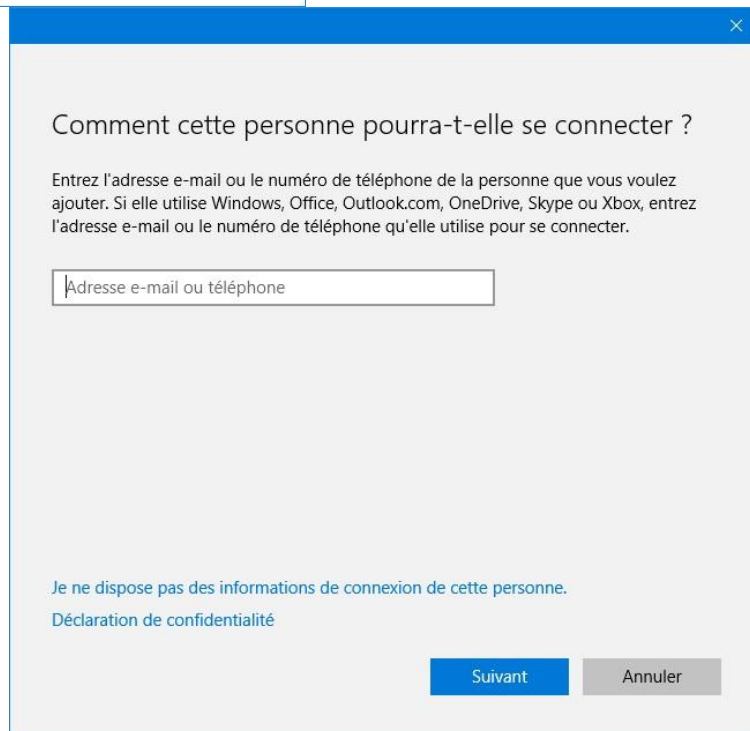 Comment cette personne pourra-t-elle se connecter ?
Entrez l'adresse e-mail ou le numéro de téléphone de la personne que vous voulez
ajouter. Si elle utilise Windows, Office, Outlook.com, OneDrive, Skype ou Xbox, entrez
l'adresse e-mail ou le numéro de téléphone qu'elle utilise pour se connecter.
Adresse e-mail ou téléphone
Je ne dispose pas des informations de connexion de cette personne.
Déclaration de confidentialité
Suivant Annuler